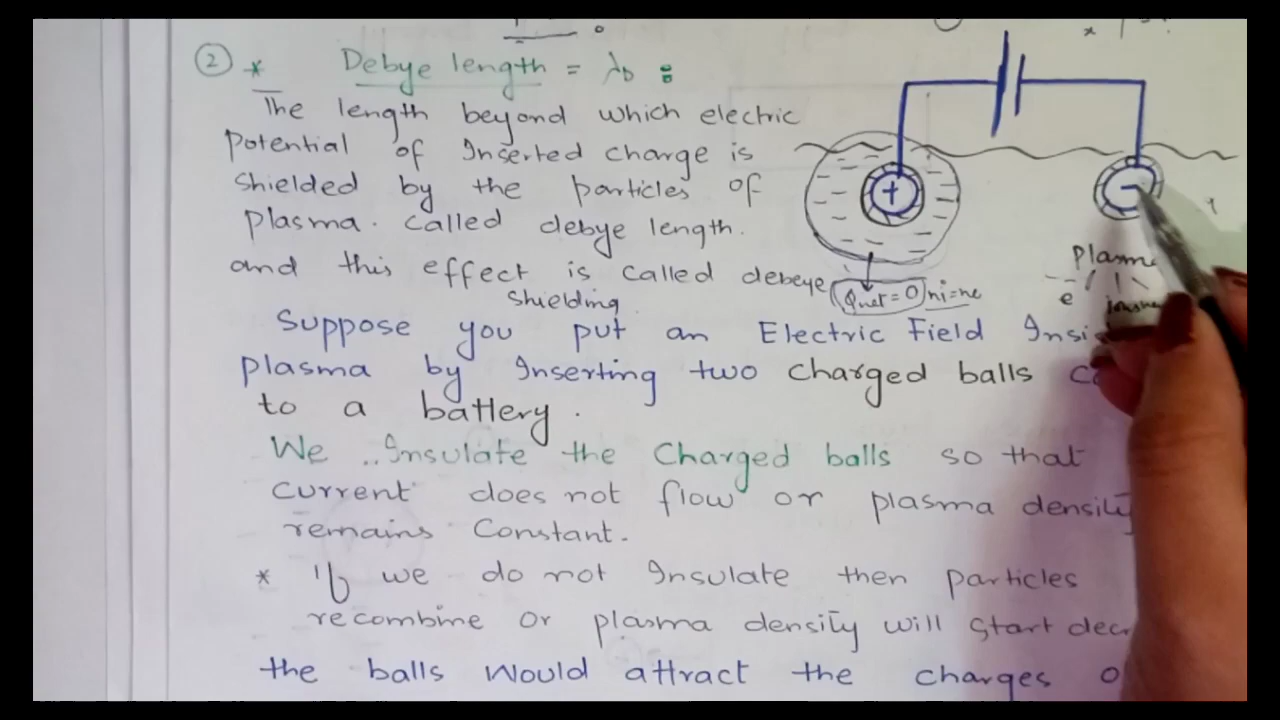 ② * Debye length = λD :
The length beyond which electric
potential of Inserted charge is
shielded by the particles of
plasma. called debye length.
and this effect is called debeye
shielding.
Suppose you put an Electric Field
plasma by Inserting two charged balls
to a battery.
We Insulate the Charged balls so that
current does not flow or plasma density
remains Constant.
* If we do not Insulate then particles
recombine or plasma density will start
the balls would attract the charges
+
−
Qnet = 0 ni = ne
e